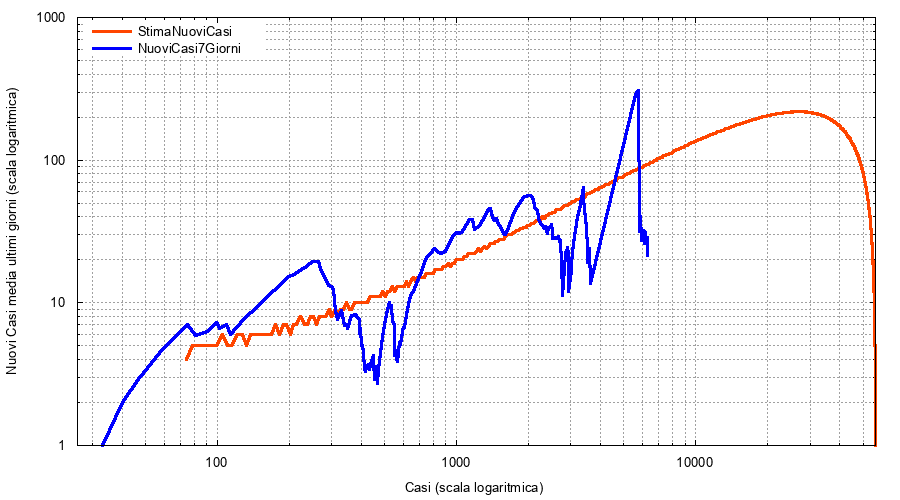 1000
100
10
1
StimaNuoviCasi
NuoviCasi7Giorni
Nuovi Casi media ultimi giorni (scala logaritmica)
100
1000
10000
Casi (scala logaritmica)